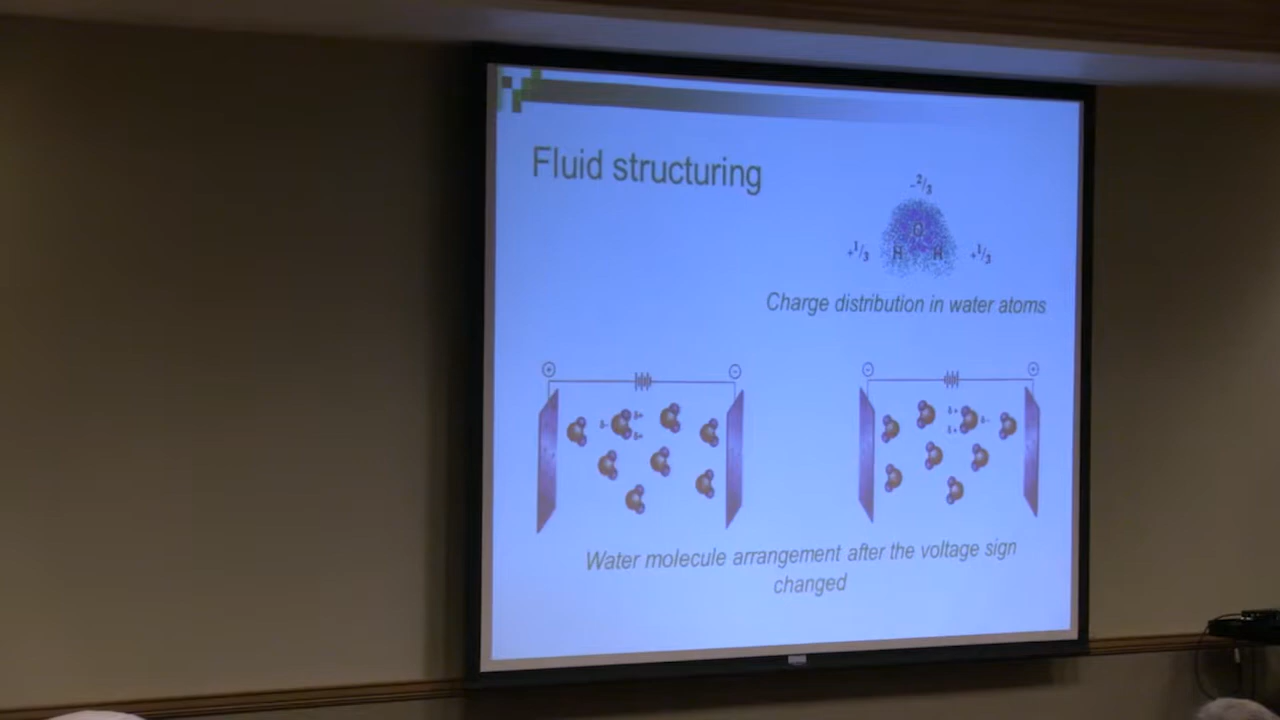 Fluid structuring
−2/3
O
+1/3 H H +1/3
Charge distribution in water atoms
+ − − +
δ- δ+ δ+ δ-
δ+ δ+
Water molecule arrangement after the voltage sign
changed